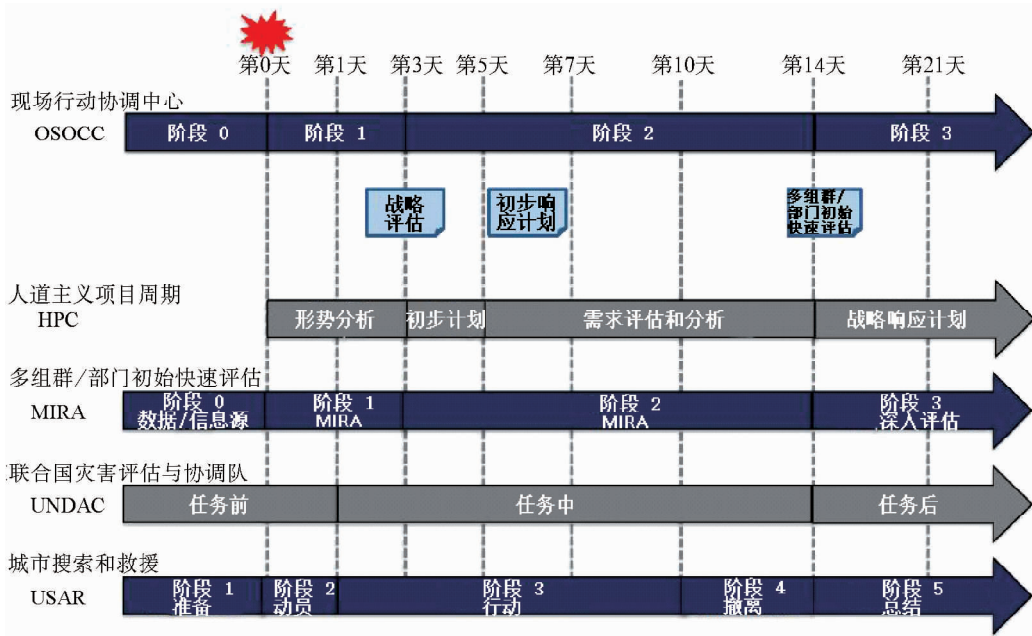 第0天 第1天 第3天 第5天 第7天 第10天 第14天 第21天
现场行动协调中心
OSOCC
阶段 0 阶段 1 阶段 2 阶段 3
战略
评估
初步响
应计划
多组群/
部门初始
快速评估
人道主义项目周期
HPC
形势分析 初步计划 需求评估和分析 战略响应计划
多组群/部门初始快速评估
MIRA
阶段 0
数据/信息源
阶段 1
MIRA
阶段 2
MIRA
阶段 3
深入评估
联合国灾害评估与协调队
UNDAC
任务前 任务中 任务后
城市搜索和救援
USAR
阶段 1
准备
阶段 2
动员
阶段 3
行动
阶段 4
撤离
阶段 5
总结